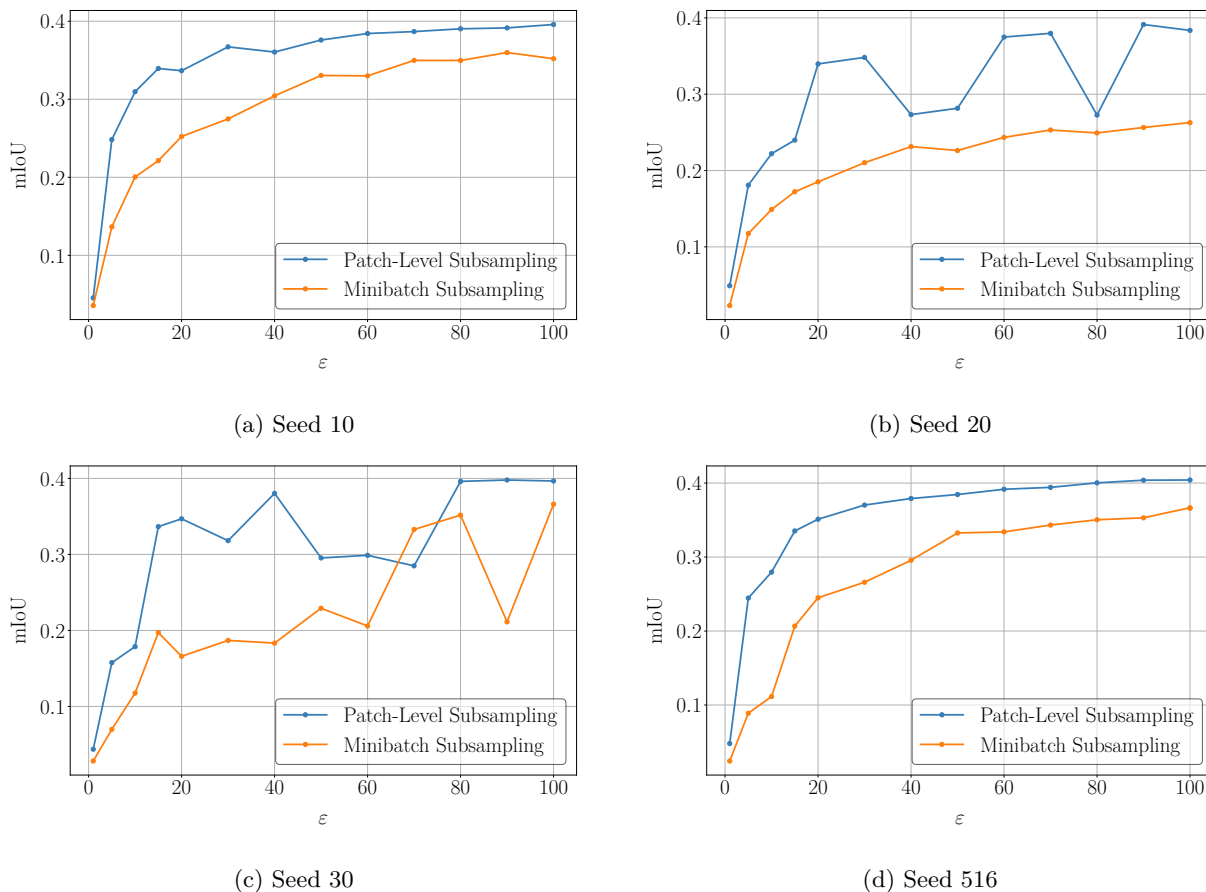 0.4
0.3
0.2
0.1
mIoU
0 20 40 60 80 100
ε
Patch-Level Subsampling
Minibatch Subsampling
(a) Seed 10
0.4
0.3
0.2
0.1
mIoU
0 20 40 60 80 100
ε
Patch-Level Subsampling
Minibatch Subsampling
(b) Seed 20
0.4
0.3
0.2
0.1
mIoU
0 20 40 60 80 100
ε
Patch-Level Subsampling
Minibatch Subsampling
(c) Seed 30
0.4
0.3
0.2
0.1
mIoU
0 20 40 60 80 100
ε
Patch-Level Subsampling
Minibatch Subsampling
(d) Seed 516